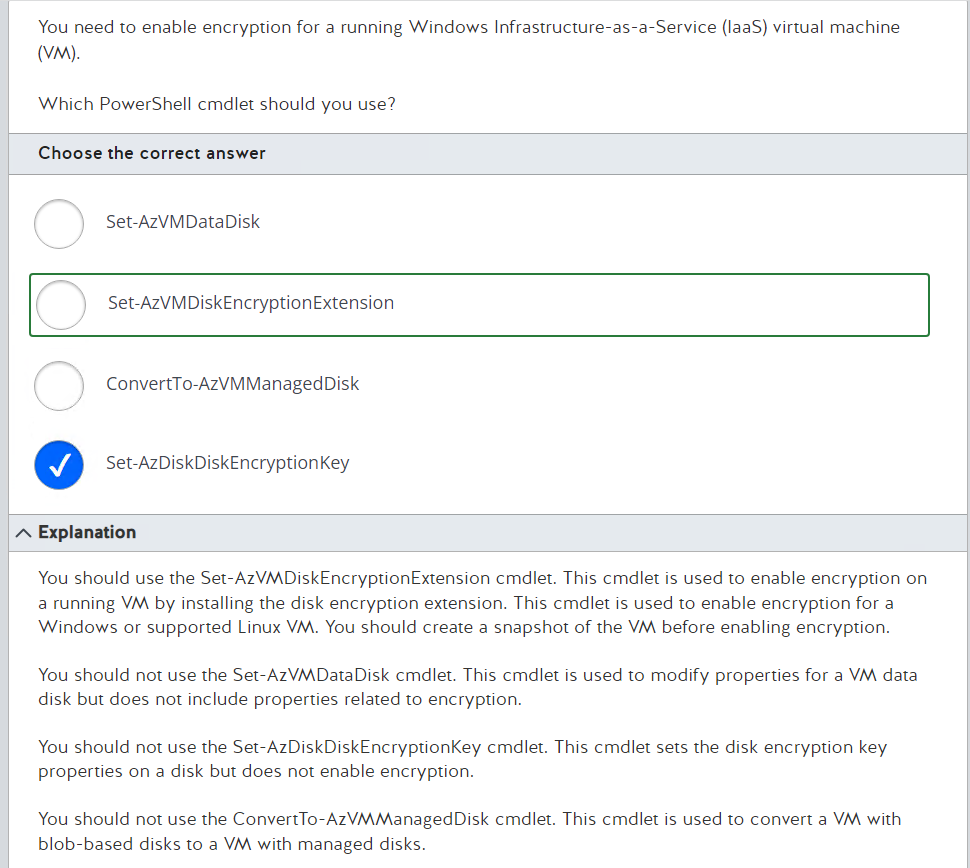 You need to enable encryption for a running Windows Infrastructure-as-a-Service (IaaS) virtual machine
(VM).
Which PowerShell cmdlet should you use?
Choose the correct answer
Set-AzVMDataDisk
Set-AzVMDiskEncryptionExtension
ConvertTo-AzVMManagedDisk
Set-AzDiskDiskEncryptionKey
Explanation
You should use the Set-AzVMDiskEncryptionExtension cmdlet. This cmdlet is used to enable encryption on
a running VM by installing the disk encryption extension. This cmdlet is used to enable encryption for a
Windows or supported Linux VM. You should create a snapshot of the VM before enabling encryption.
You should not use the Set-AzVMDataDisk cmdlet. This cmdlet is used to modify properties for a VM data
disk but does not include properties related to encryption.
You should not use the Set-AzDiskDiskEncryptionKey cmdlet. This cmdlet sets the disk encryption key
properties on a disk but does not enable encryption.
You should not use the ConvertTo-AzVMManagedDisk cmdlet. This cmdlet is used to convert a VM with
blob-based disks to a VM with managed disks.